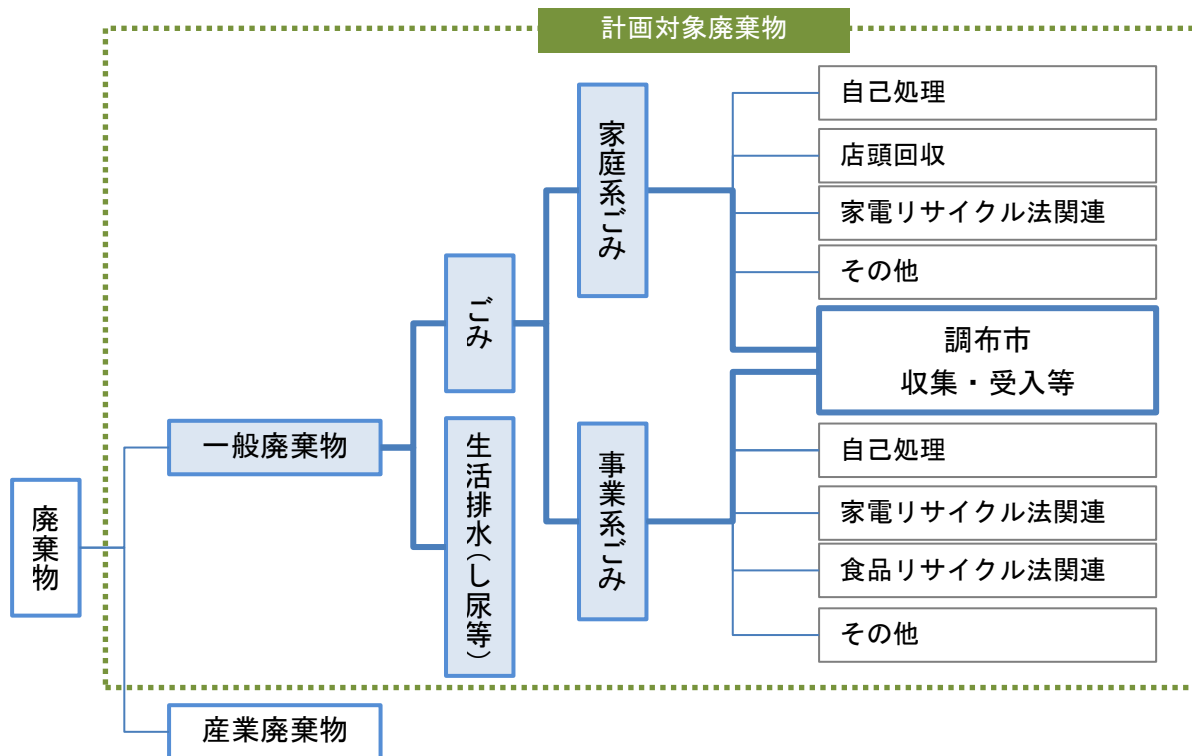 計画対象廃棄物
廃棄物
一般廃棄物
産業廃棄物
ごみ
生活排水(し尿等)
家庭系ごみ
事業系ごみ
自己処理
店頭回収
家電リサイクル法関連
その他
調布市
収集・受入等
自己処理
家電リサイクル法関連
食品リサイクル法関連
その他